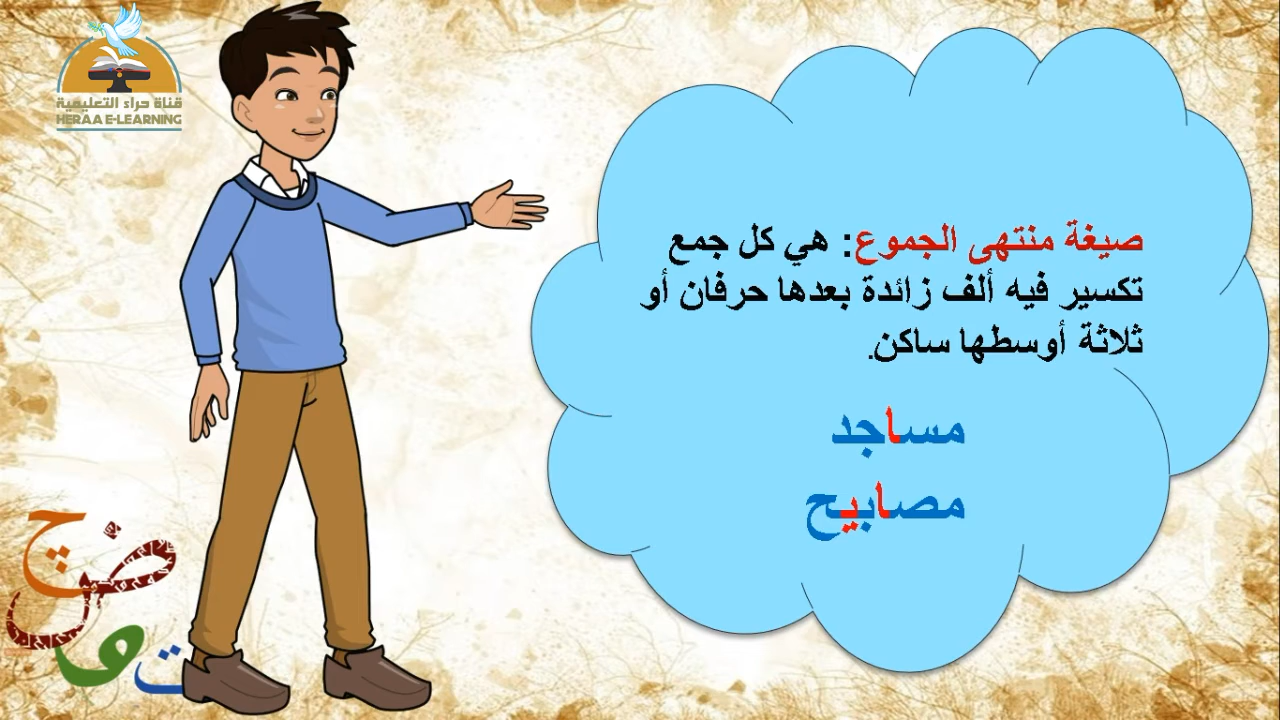 قناة حراء التعليمية
HERAA E-LEARNING
صيغة منتهى الجموع: هي كل جمع
تكسير فيه ألف زائدة بعدها حرفان أو
ثلاثة أوسطها ساكن.
مساجد
مصابيح
ج
ض
و
ت